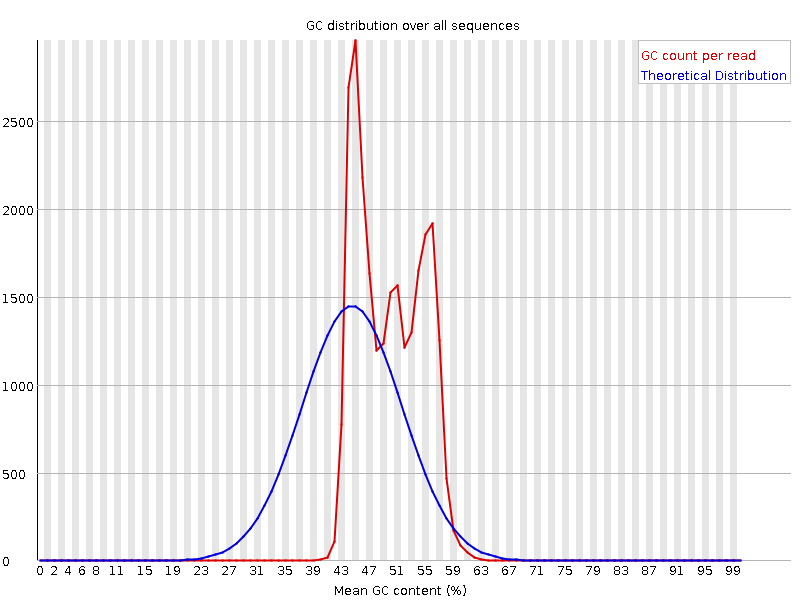 GC distribution over all sequences
GC count per read
Theoretical Distribution
2500
2000
1500
1000
500
0
0 2 4 6 8 11 15 19 23 27 31 35 39 43 47 51 55 59 63 67 71 75 79 83 87 91 95 99
Mean GC content (%)